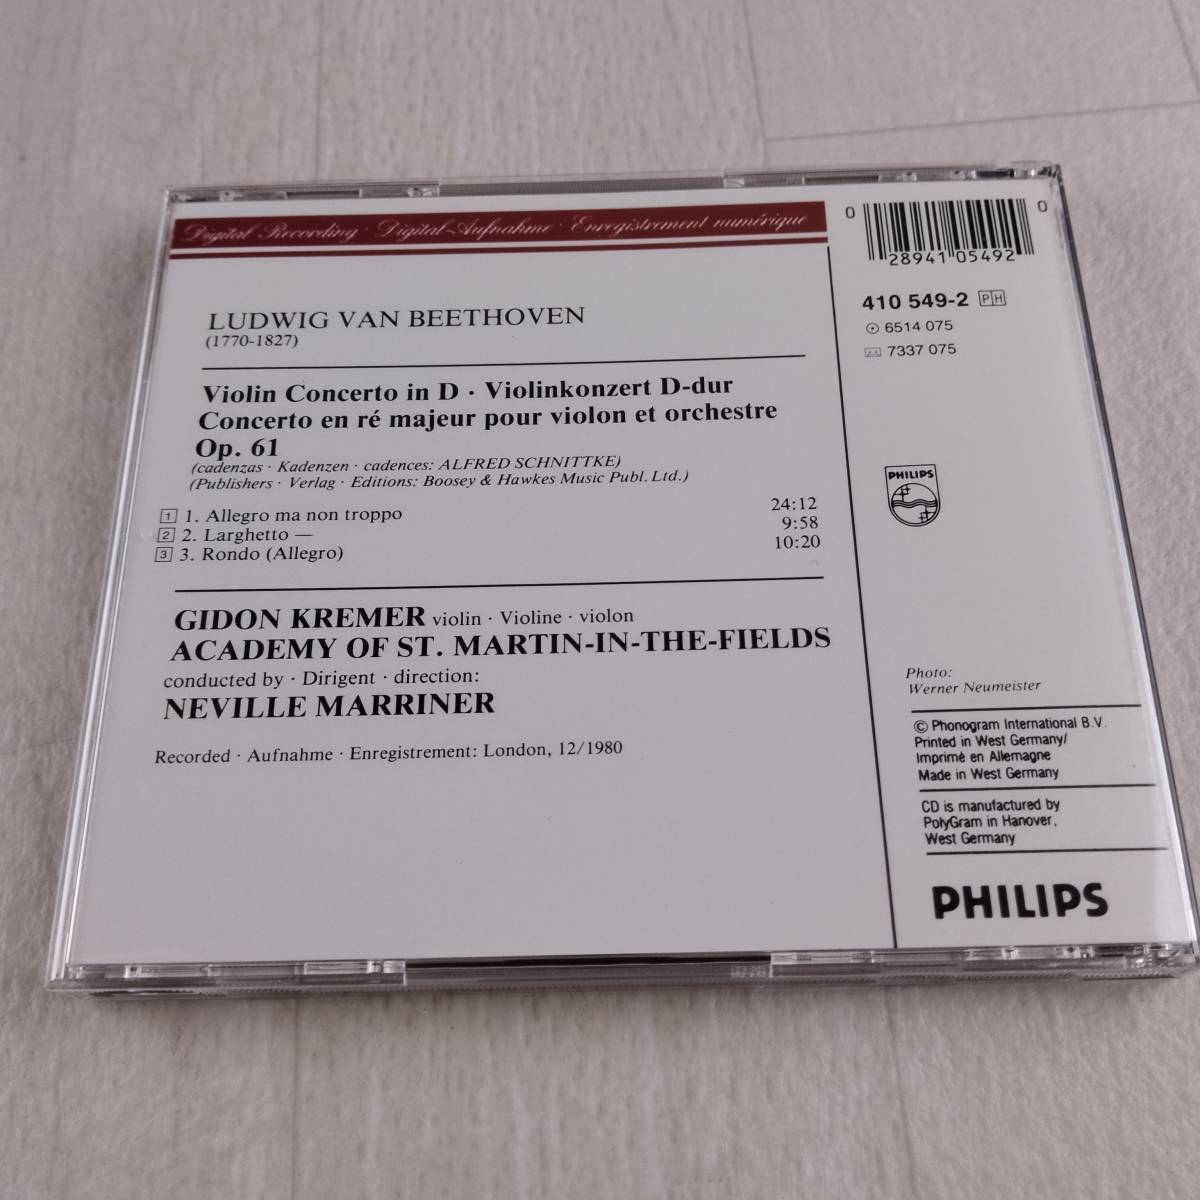 Digital Recording · Digital-Aufnahme · Enregistrement numérique
LUDWIG VAN BEETHOVEN
(1770-1827)
Violin Concerto in D · Violinkonzert D-dur
Concerto en ré majeur pour violon et orchestre
Op. 61
(cadenzas · Kadenzen · cadences: ALFRED SCHNITTKE)
(Publishers · Verlag · Editions: Boosey & Hawkes Music Publ. Ltd.)
1 1. Allegro ma non troppo 24:12
2 2. Larghetto — 9:58
3 3. Rondo (Allegro) 10:20
GIDON KREMER violin · Violine · violon
ACADEMY OF ST. MARTIN-IN-THE-FIELDS
conducted by · Dirigent · direction:
NEVILLE MARRINER
Recorded · Aufnahme · Enregistrement: London, 12/1980
0 28941 05492 0
410 549-2 PH
6514 075
7337 075
PHILIPS
Photo:
Werner Neumeister
© Phonogram International B.V.
Printed in West Germany/
Imprimé en Allemagne
Made in West Germany
CD is manufactured by
PolyGram in Hanover,
West Germany
PHILIPS